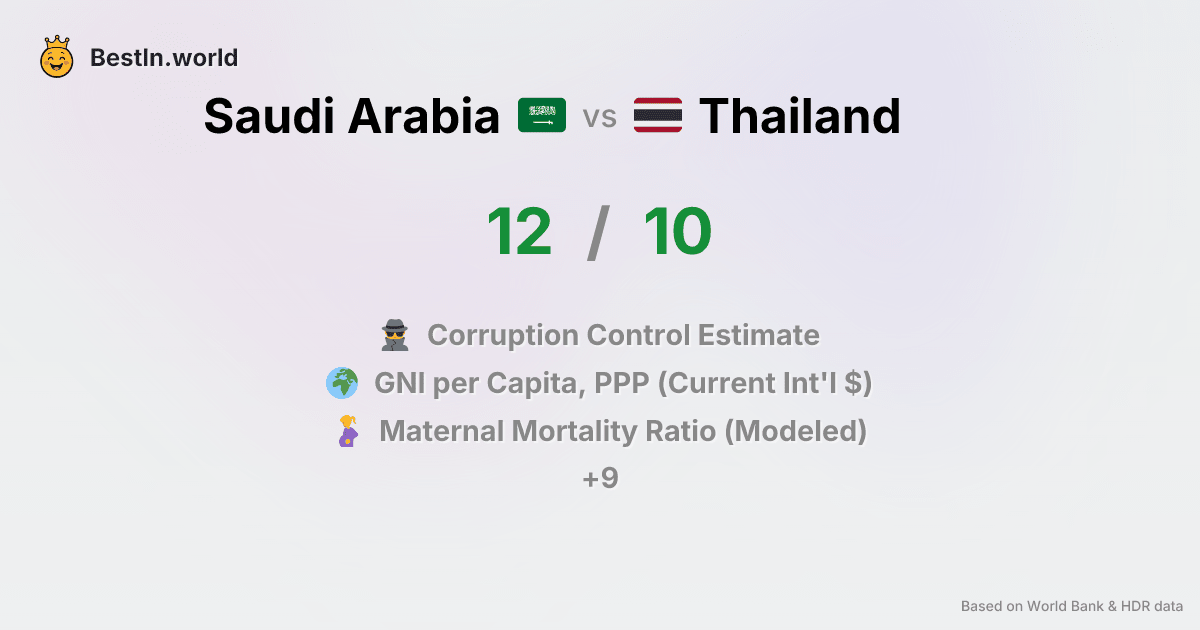 BestIn.world
Saudi Arabia vs Thailand
12 / 10
Corruption Control Estimate
GNI per Capita, PPP (Current Int'l $)
Maternal Mortality Ratio (Modeled)
+9
Based on World Bank & HDR data